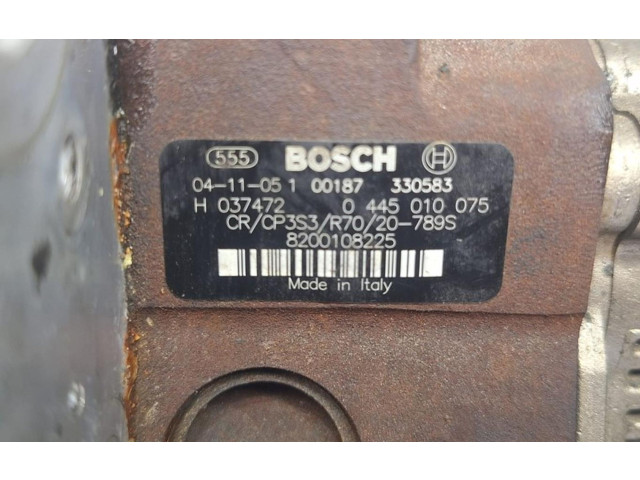 555 BOSCH
04-11-05 1 00187 330583
H 037472 0 445 010 075
CR/CP3S3/R70/20-789S
8200108225
Made in Italy